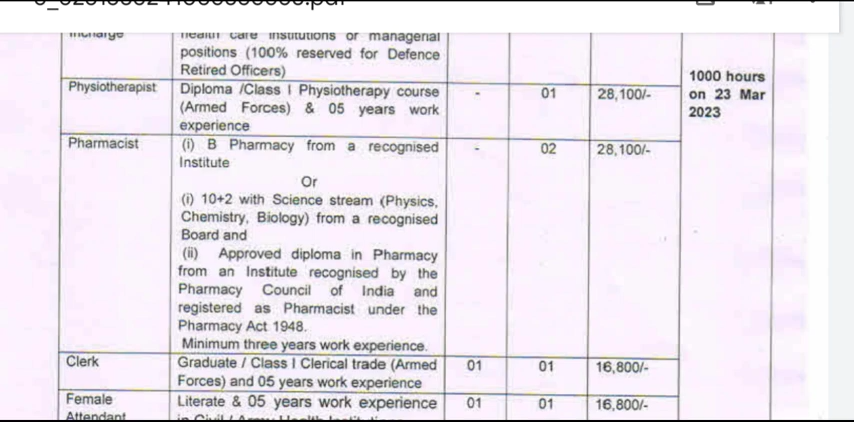 Incharge health care institutions or managerial
positions (100% reserved for Defence
Retired Officers)
Physiotherapist Diploma /Class I Physiotherapy course - 01 28,100/-
(Armed Forces) & 05 years work
experience
1000 hours
on 23 Mar
2023
Pharmacist (i) B Pharmacy from a recognised - 02 28,100/-
Institute
Or
(i) 10+2 with Science stream (Physics,
Chemistry, Biology) from a recognised
Board and
(ii) Approved diploma in Pharmacy
from an Institute recognised by the
Pharmacy Council of India and
registered as Pharmacist under the
Pharmacy Act 1948.
Minimum three years work experience.
Clerk Graduate / Class I Clerical trade (Armed 01 01 16,800/-
Forces) and 05 years work experience
Female Literate & 05 years work experience 01 01 16,800/-
Attendant